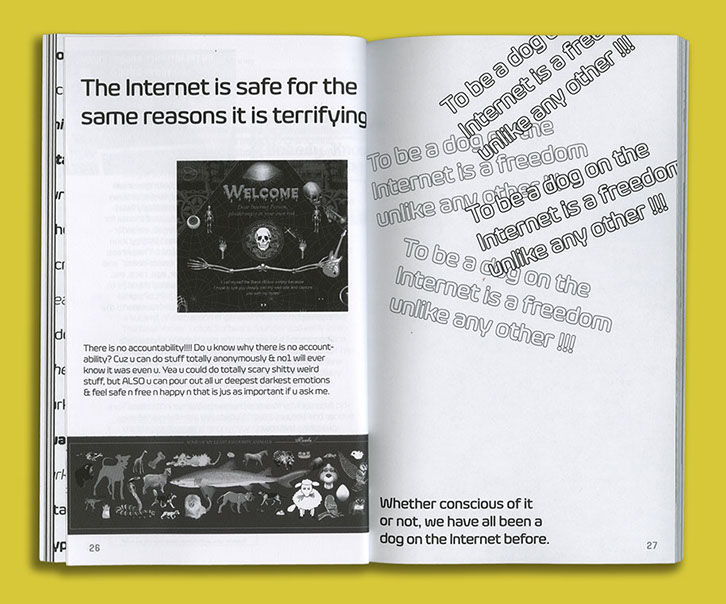 The Internet is safe for the
same reasons it is terrifying
WELCOME
There is no accountability!!!! Do u know why there is no account-
ability? Cuz u can do stuff totally anonymously & no1 will ever
know it was even u. Yea u could do totally scary shitty weird
stuff, but ALSO u can pour out all ur deepest darkest emotions
& feel safe n free n happy n that is jus as important if u ask me.
26
To be a dog o
Internet is a free
unlike any other !!!
To be a dog on the
Internet is a freedom
unlike any other !!!
To be a dog on the
Internet is a freedom
unlike any other !!!
To be a dog on the
Internet is a freedom
unlike any other !!!
Whether conscious of it
or not, we have all been a
dog on the Internet before.
27